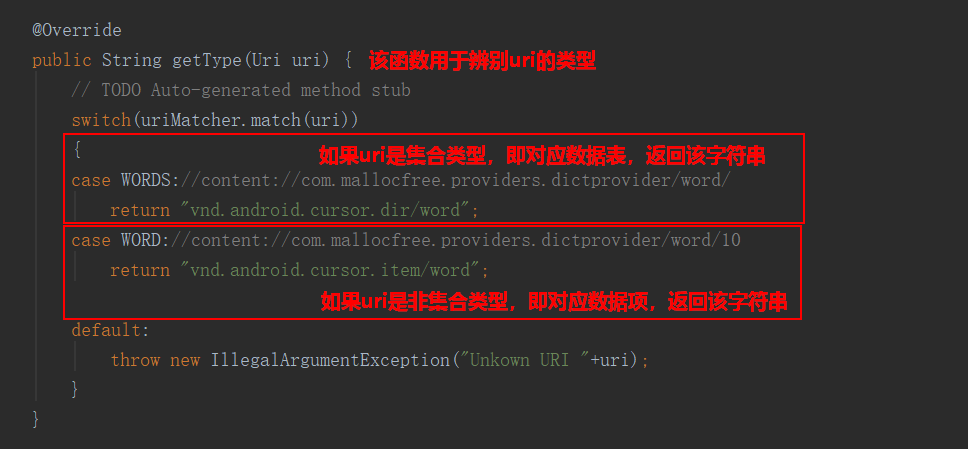 @Override
public String getType(Uri uri) { 该函数用于辨别uri的类型
// TODO Auto-generated method stub
switch(uriMatcher.match(uri))
{ 如果uri是集合类型，即对应数据表，返回该字符串
case WORDS://content://com.mallocfree.providers.dictprovider/word/
return "vnd.android.cursor.dir/word";
case WORD://content://com.mallocfree.providers.dictprovider/word/10
return "vnd.android.cursor.item/word";
如果uri是非集合类型，即对应数据项，返回该字符串
default:
throw new IllegalArgumentException("Unkown URI "+uri);
}
}